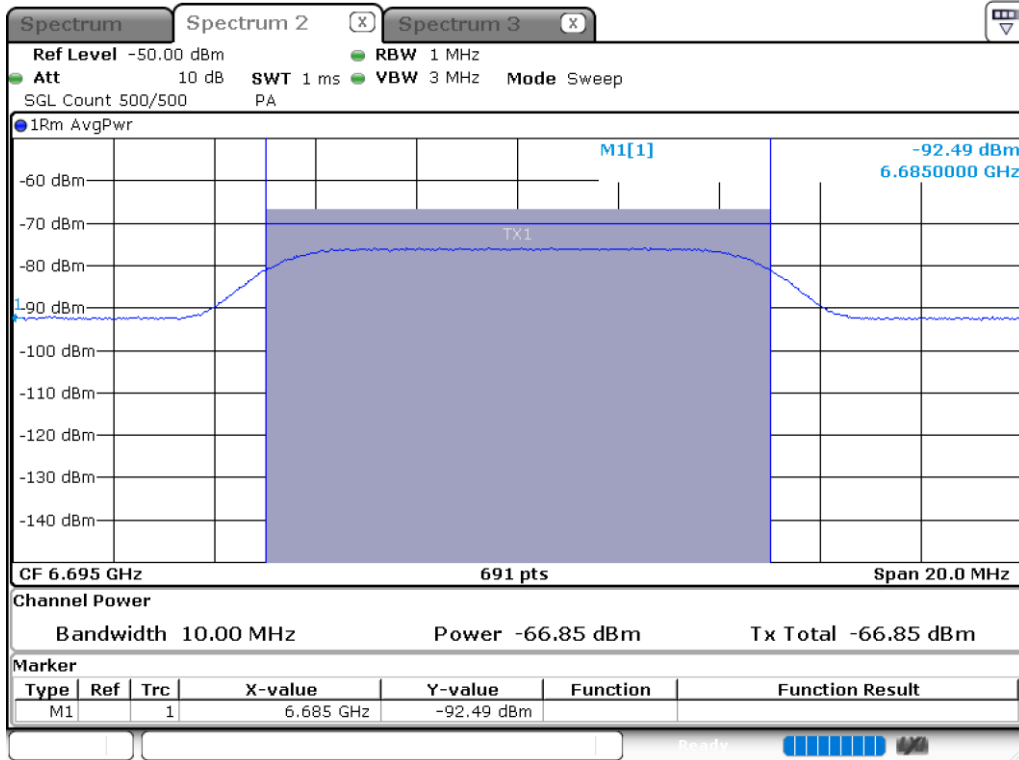 Spectrum Spectrum 2 X Spectrum 3 X
Ref Level -50.00 dBm RBW 1 MHz
Att 10 dB SWT 1 ms VBW 3 MHz Mode Sweep
SGL Count 500/500 PA
1Rm AvgPwr
M1[1] -92.49 dBm
6.6850000 GHz
-60 dBm
-70 dBm
TX1
-80 dBm
1
-90 dBm
-100 dBm
-110 dBm
-120 dBm
-130 dBm
-140 dBm
CF 6.695 GHz 691 pts Span 20.0 MHz
Channel Power
Bandwidth 10.00 MHz Power -66.85 dBm Tx Total -66.85 dBm
Marker
Type Ref Trc X-value Y-value Function Function Result
M1 1 6.685 GHz -92.49 dBm
Ready